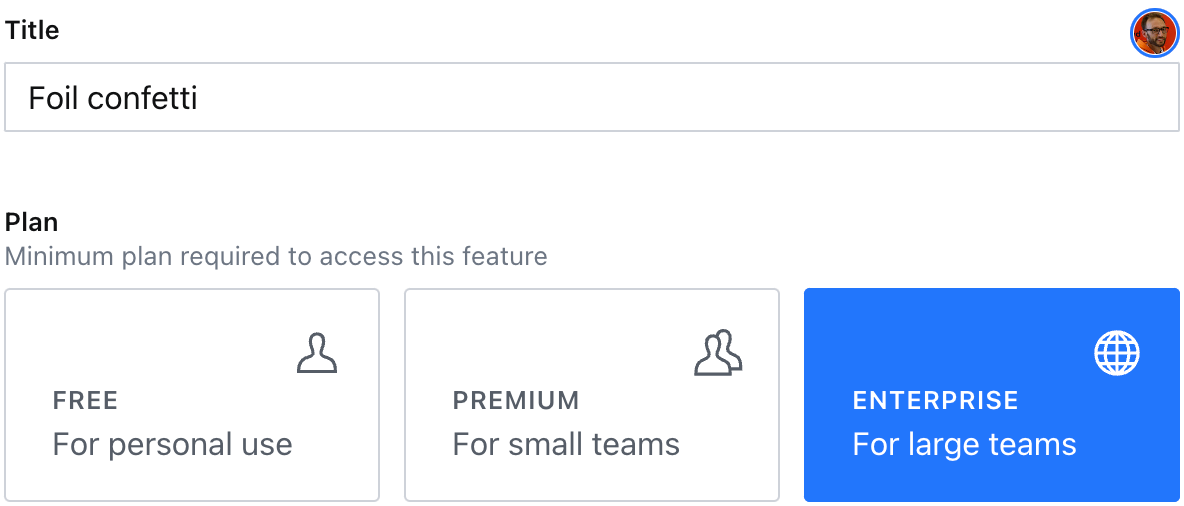 Title
Foil confetti
Plan
Minimum plan required to access this feature
FREE
For personal use
PREMIUM
For small teams
ENTERPRISE
For large teams